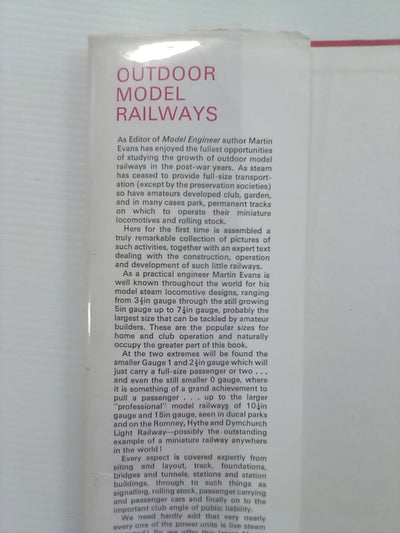 OUTDOOR
MODEL
RAILWAYS
As Editor of Model Engineer author Martin
Evans has enjoyed the fullest opportunities
of studying the growth of outdoor model
railways in the post-war years. As steam
has ceased to provide full-size transport-
ation (except by the preservation societies)
so have amateurs developed club, garden,
and in many cases park, permanent tracks
on which to operate their miniature
locomotives and rolling stock.
Here for the first time is assembled a
truly remarkable collection of pictures of
such activities, together with an expert text
dealing with the construction, operation
and development of such little railways.
As a practical engineer Martin Evans is
well known throughout the world for his
model steam locomotive designs, ranging
from 3½in gauge through the still growing
5in gauge up to 7¼in gauge, probably the
largest size that can be tackled by amateur
builders. These are the popular sizes for
home and club operation and naturally
occupy the greater part of this book.
At the two extremes will be found the
smaller Gauge 1 and 2½in gauge which will
just carry a full-size passenger or two . . .
and even the still smaller 0 gauge, where
it is something of a grand achievement to
pull a passenger . . . up to the larger
"professional" model railways of 10¼in
gauge and 15in gauge, seen in ducal parks
and on the Romney, Hythe and Dymchurch
Light Railway—possibly the outstanding
example of a miniature railway anywhere
in the world!
Every aspect is covered expertly from
siting and layout, track, foundations,
bridges and tunnels, stations and station
buildings, through to such things as
signalling, rolling stock, passenger carrying
and passenger cars and finally on to the
important club angle of public liability.
We need hardly add that very nearly
every one of the power units is live steam